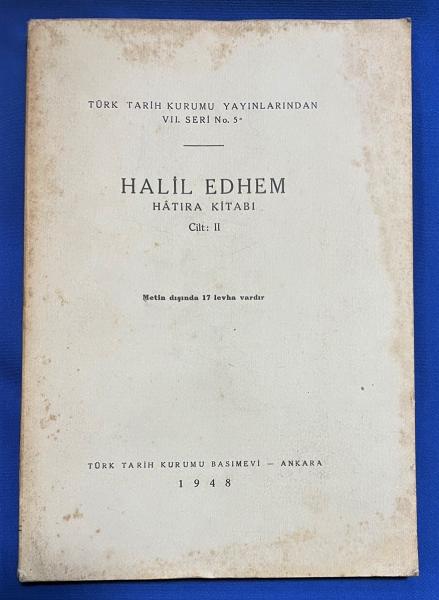 TÜRK TARİH KURUMU YAYINLARINDAN
VII. SERİ No. 5ª
HALİL EDHEM
HÂTIRA KİTABI
Cilt: II
Metin dışında 17 levha vardır
TÜRK TARİH KURUMU BASIMEVİ — ANKARA
1948